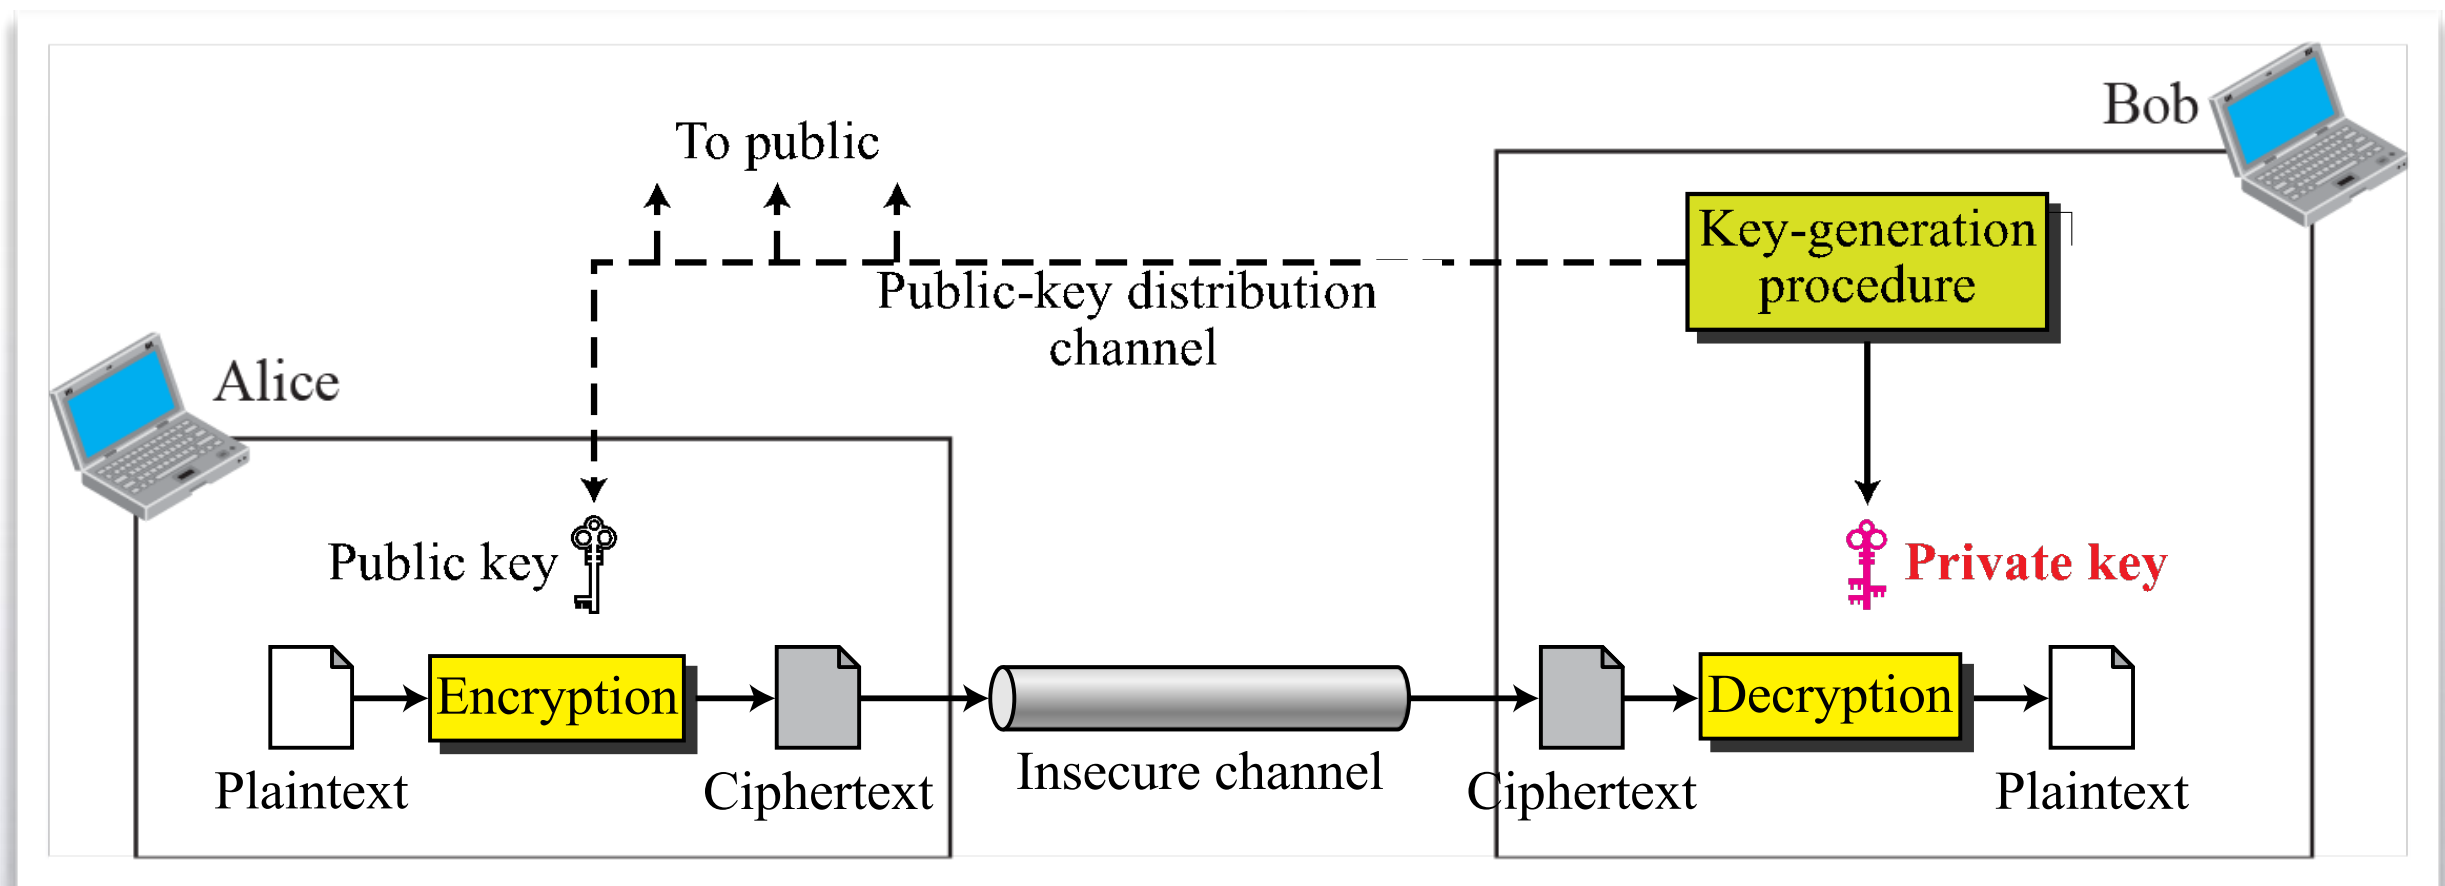 Bob
To public
Key-generation
procedure
Public-key distribution
channel
Alice
Public key
Private key
Encryption
Decryption
Insecure channel
Plaintext
Ciphertext
Ciphertext
Plaintext